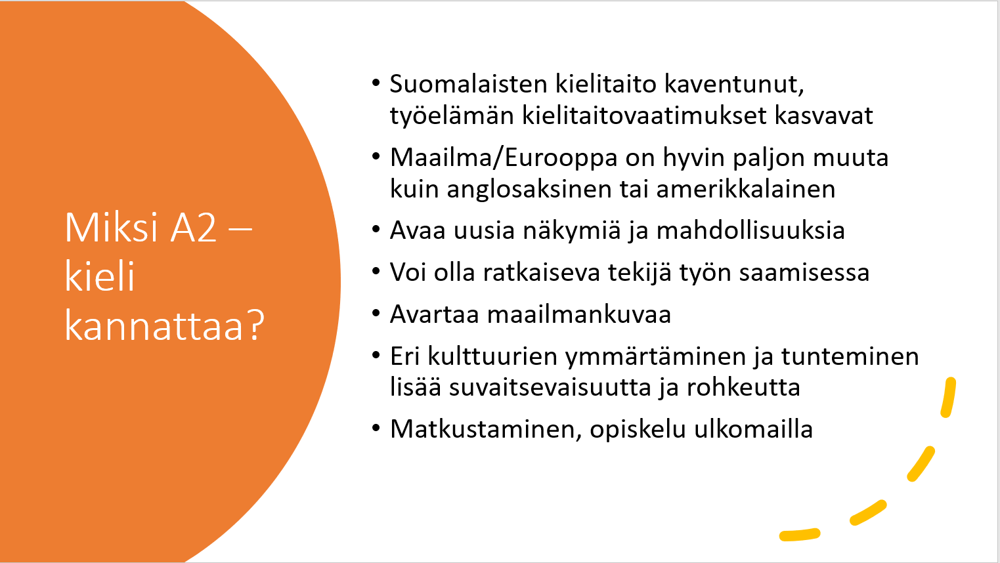 Miksi A2 –
kieli
kannattaa?
• Suomalaisten kielitaito kaventunut,
työelämän kielitaitovaatimukset kasvavat
• Maailma/Eurooppa on hyvin paljon muuta
kuin anglosaksinen tai amerikkalainen
• Avaa uusia näkymiä ja mahdollisuuksia
• Voi olla ratkaiseva tekijä työn saamisessa
• Avartaa maailmankuvaa
• Eri kulttuurien ymmärtäminen ja tunteminen
lisää suvaitsevaisuutta ja rohkeutta
• Matkustaminen, opiskelu ulkomailla